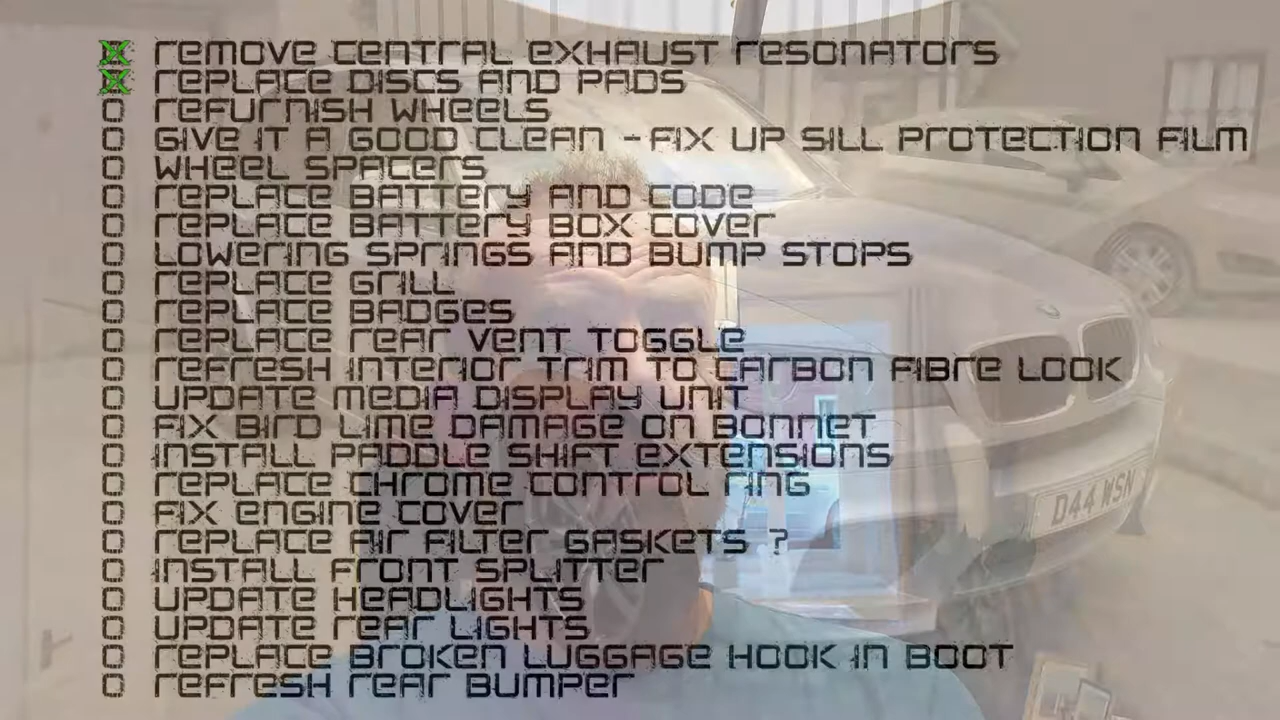 REMOVE CENTRAL EXHAUST RESONATORS
REPLACE DISCS AND PADS
REFURNISH WHEELS
GIVE IT A GOOD CLEAN - FIX UP SILL PROTECTION FILM
WHEEL SPACERS
REPLACE BATTERY AND CODE
REPLACE BATTERY BOX COVER
LOWERING SPRINGS AND BUMP STOPS
REPLACE GRILL
REPLACE BADGES
REPLACE REAR VENT TOGGLE
REFRESH INTERIOR TRIM TO CARBON FIBRE LOOK
UPDATE MEDIA DISPLAY UNIT
FIX BIRD LIME DAMAGE ON BONNET
INSTALL PADDLE SHIFT EXTENSIONS
REPLACE CHROME CONTROL RING
FIX ENGINE COVER
D44 WSN
REPLACE AIR FILTER GASKETS ?
INSTALL FRONT SPLITTER
UPDATE HEADLIGHTS
UPDATE REAR LIGHTS
REPLACE BROKEN LUGGAGE HOOK IN BOOT
REFRESH REAR BUMPER